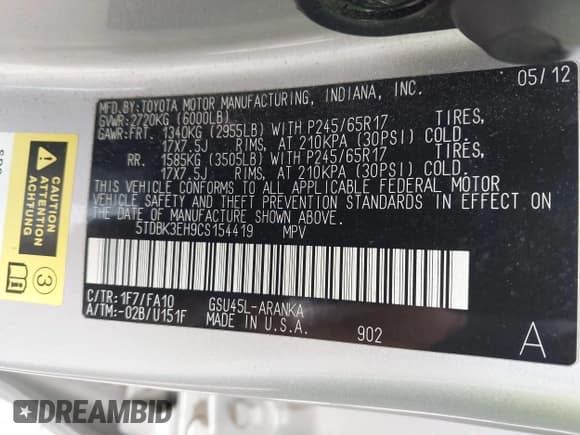 05/12
MFD.BY:TOYOTA MOTOR MANUFACTURING, INDIANA, INC.
GVWR:2720KG (6000LB)
GAWR:FRT. 1340KG (2955LB) WITH P245/65R17 TIRES,
17X7.5J RIMS, AT 210KPA (30PSI) COLD.
RR. 1585KG (3505LB) WITH P245/65R17 TIRES,
17X7.5J RIMS, AT 210KPA (30PSI) COLD.
THIS VEHICLE CONFORMS TO ALL APPLICABLE FEDERAL MOTOR
VEHICLE SAFETY AND THEFT PREVENTION STANDARDS IN EFFECT ON
THE DATE OF MANUFACTURE SHOWN ABOVE.
5TDBK3EH9CS154419 MPV
C/TR:1F7/FA10 GSU45L-ARANKA
A/TM:-02B/U151F MADE IN U.S.A. 902
A
CAUTION
ATTENTION
ACHTUNG
3
DREAMBID